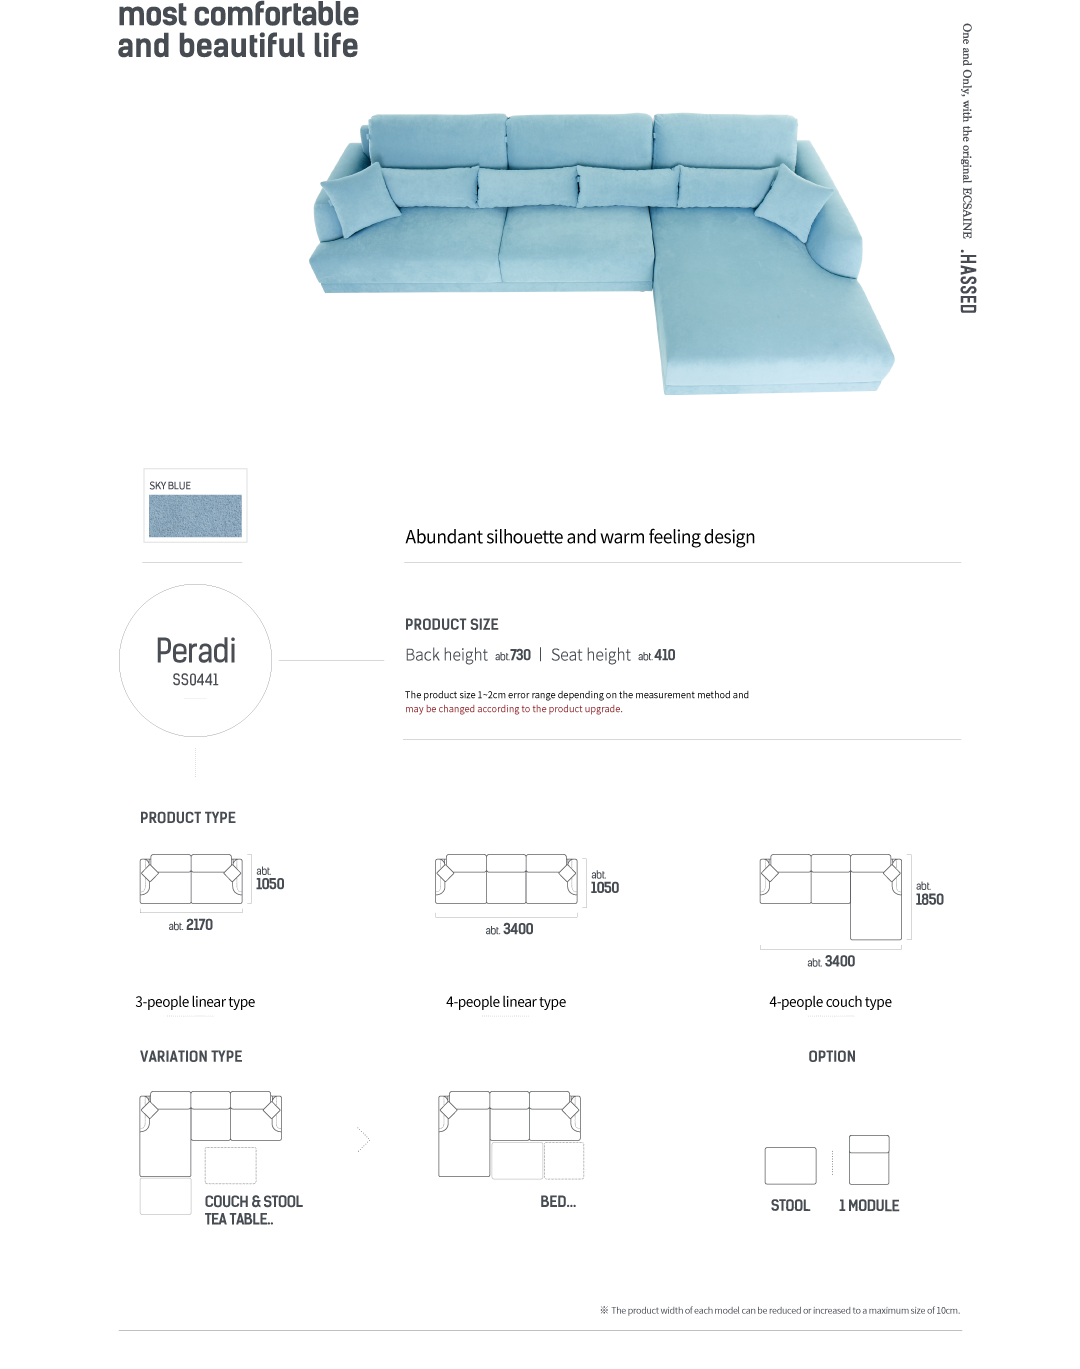 most comfortable
and beautiful life
One and Only, with the original ECSAINE .HASSED
SKY BLUE
Abundant silhouette and warm feeling design
Peradi
SS0441
PRODUCT SIZE
Back height abt.730 | Seat height abt.410
The product size 1~2cm error range depending on the measurement method and
may be changed according to the product upgrade.
PRODUCT TYPE
abt.
1050
abt. 2170
3-people linear type
abt.
1050
abt. 3400
4-people linear type
abt.
1850
abt. 3400
4-people couch type
VARIATION TYPE
COUCH & STOOL
TEA TABLE..
BED...
OPTION
STOOL
1 MODULE
※ The product width of each model can be reduced or increased to a maximum size of 10cm.